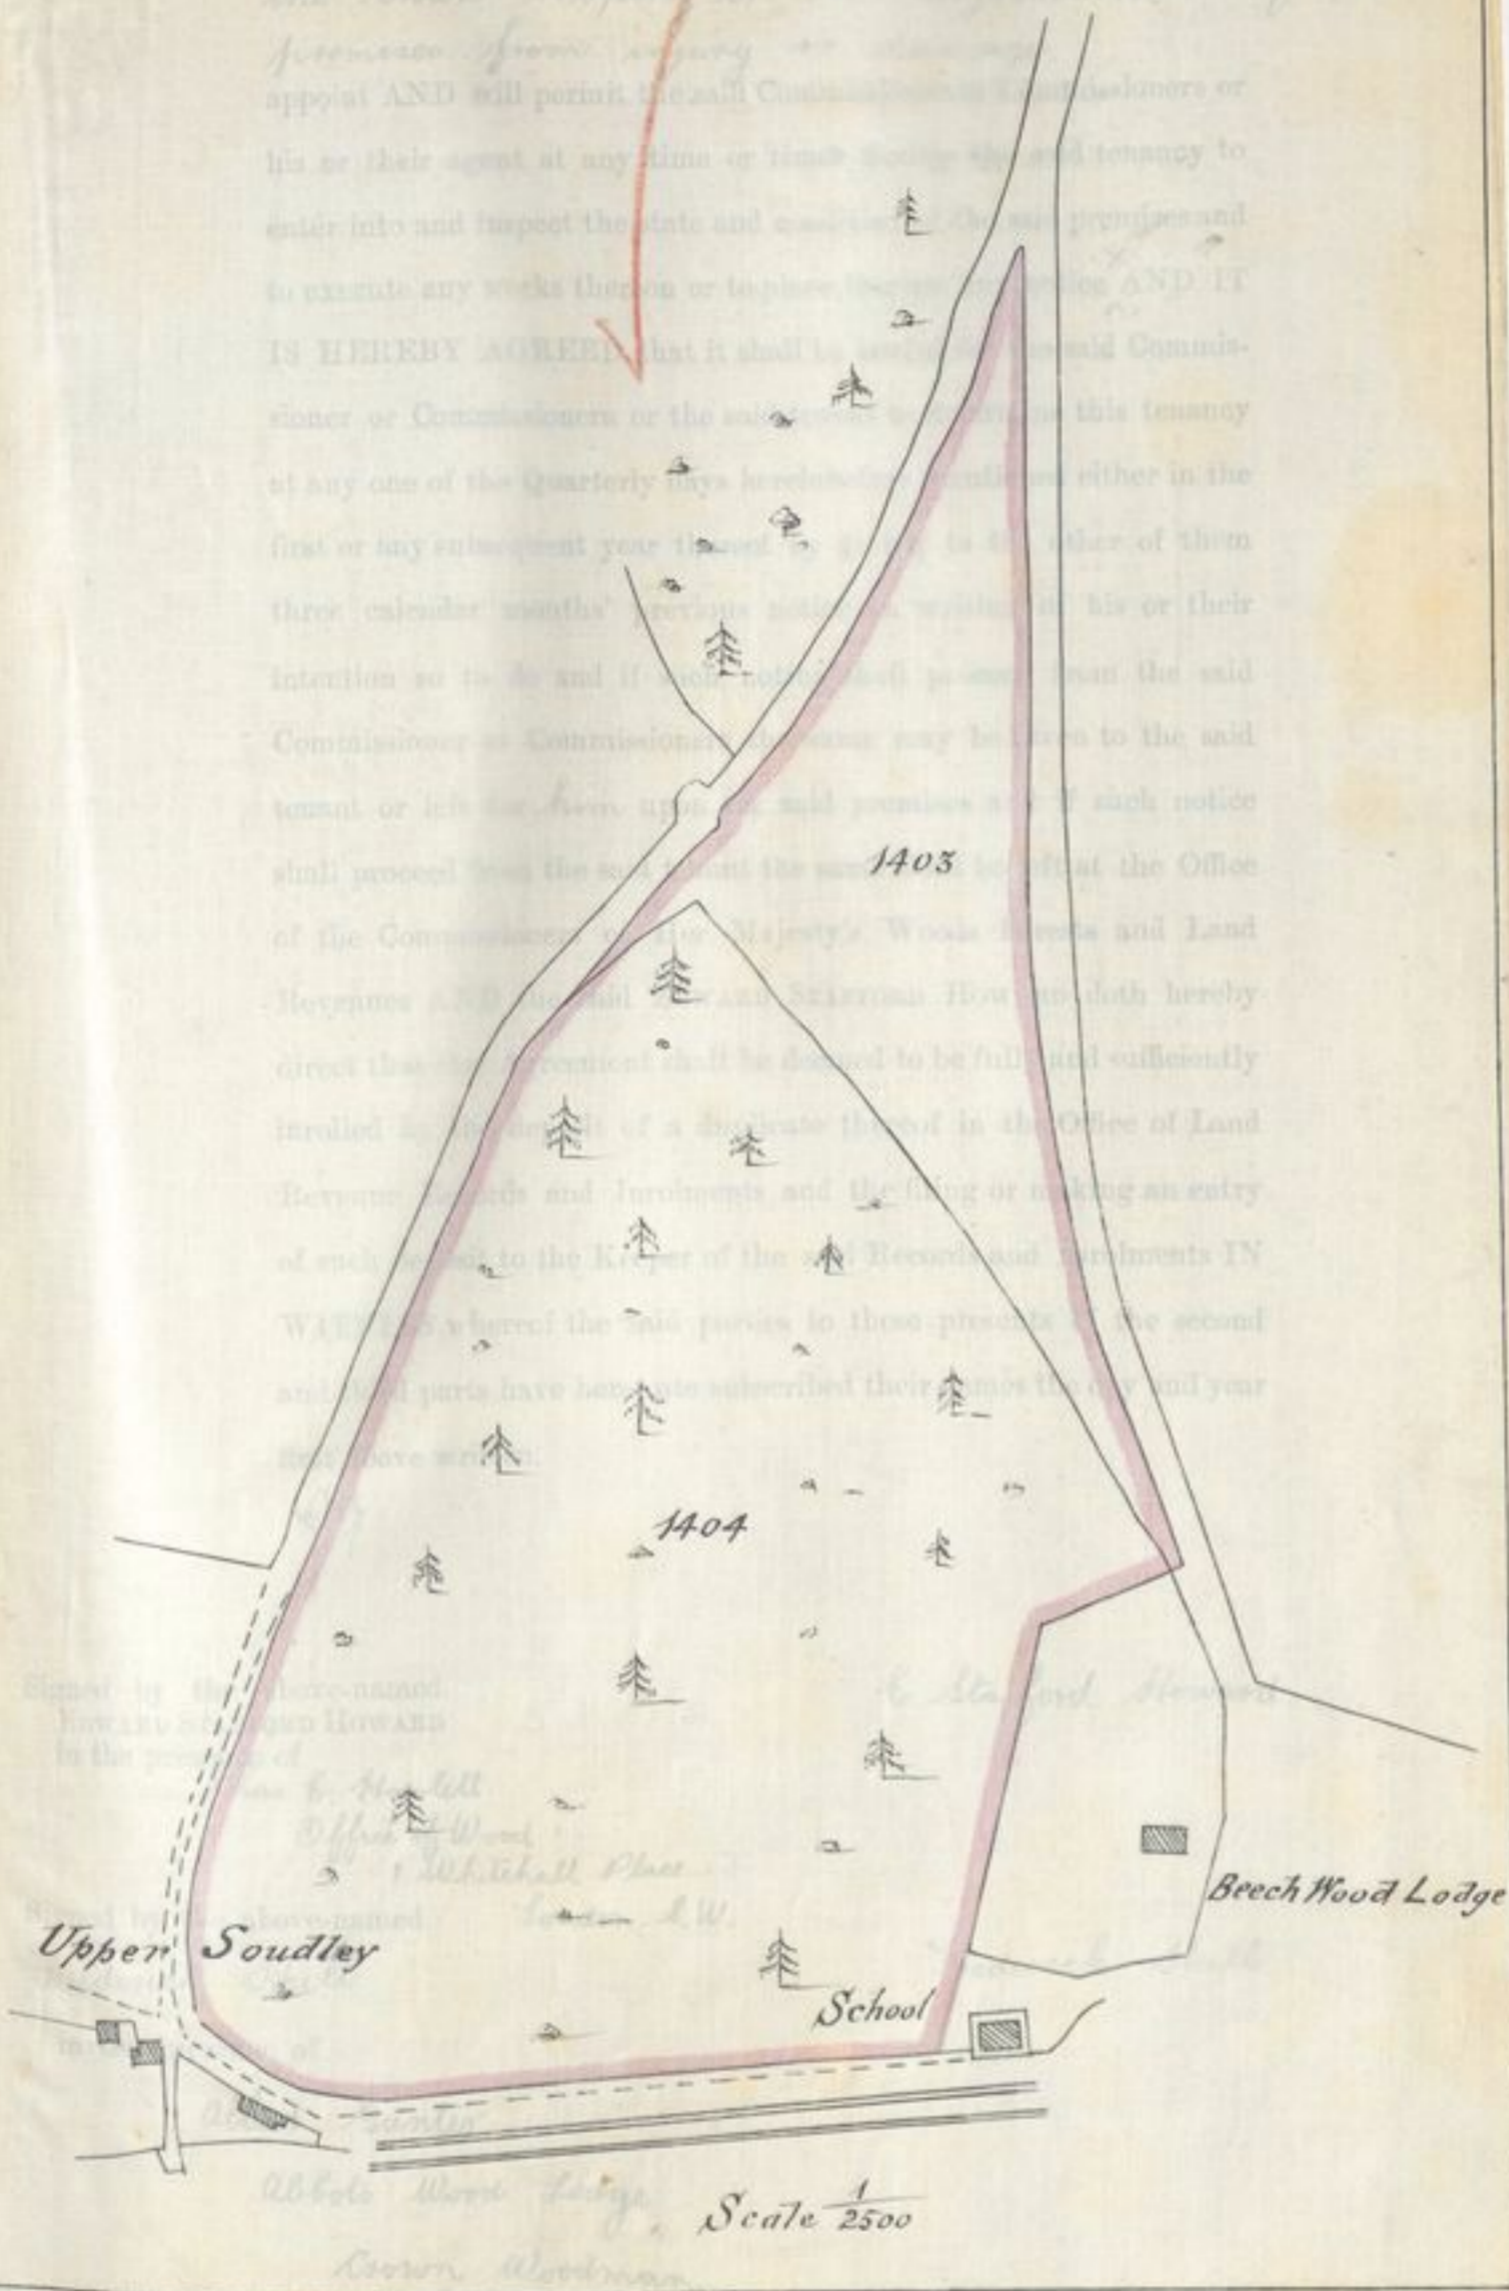 appoint AND will permit the said
his or their agent at any time or times during the said tenancy to
enter into and inspect the state and condition of the said premises and
to execute any works thereon or to place AND IT
IS HEREBY AGREED that it shall be said Commis-
sioner or Commissioners or the said this tenancy
at any one of the Quarterly days hereinbefore mentioned either in the
first or any subsequent year thereof by giving to the other of them
three calendar months' previous notice in writing of his or their
intention so to do and if such notice shall proceed from the said
Commissioner or Commissioners the same may be given to the said
tenant or left for him upon the said premises and if such notice
1403
shall proceed from the said tenant the same shall be left at the Office
of the Commissioners of Her Majesty's Woods Forests and Land
Revenues AND the said EDWARD STAFFORD HOWARD doth hereby
direct that this Agreement shall be deemed to be fully and sufficiently
inrolled by the deposit of a duplicate thereof in the Office of Land
Revenue Records and Inrolments and the filing or making an entry
of such deposit to the Keeper of the said Records and Inrolments IN
WITNESS whereof the said parties to these presents of the second
and third parts have hereunto subscribed their names the day and year
first above written.
1404
Signed by the above-named
EDWARD STAFFORD HOWARD
in the presence of
E Stafford Howard
Office of Woods
1 Whitehall Place
London S.W.
Beech Wood Lodge
Signed by the above-named
Upper Soudley
School
Abbots Wood Lodge
Scale 1/2500
Crown Woodman